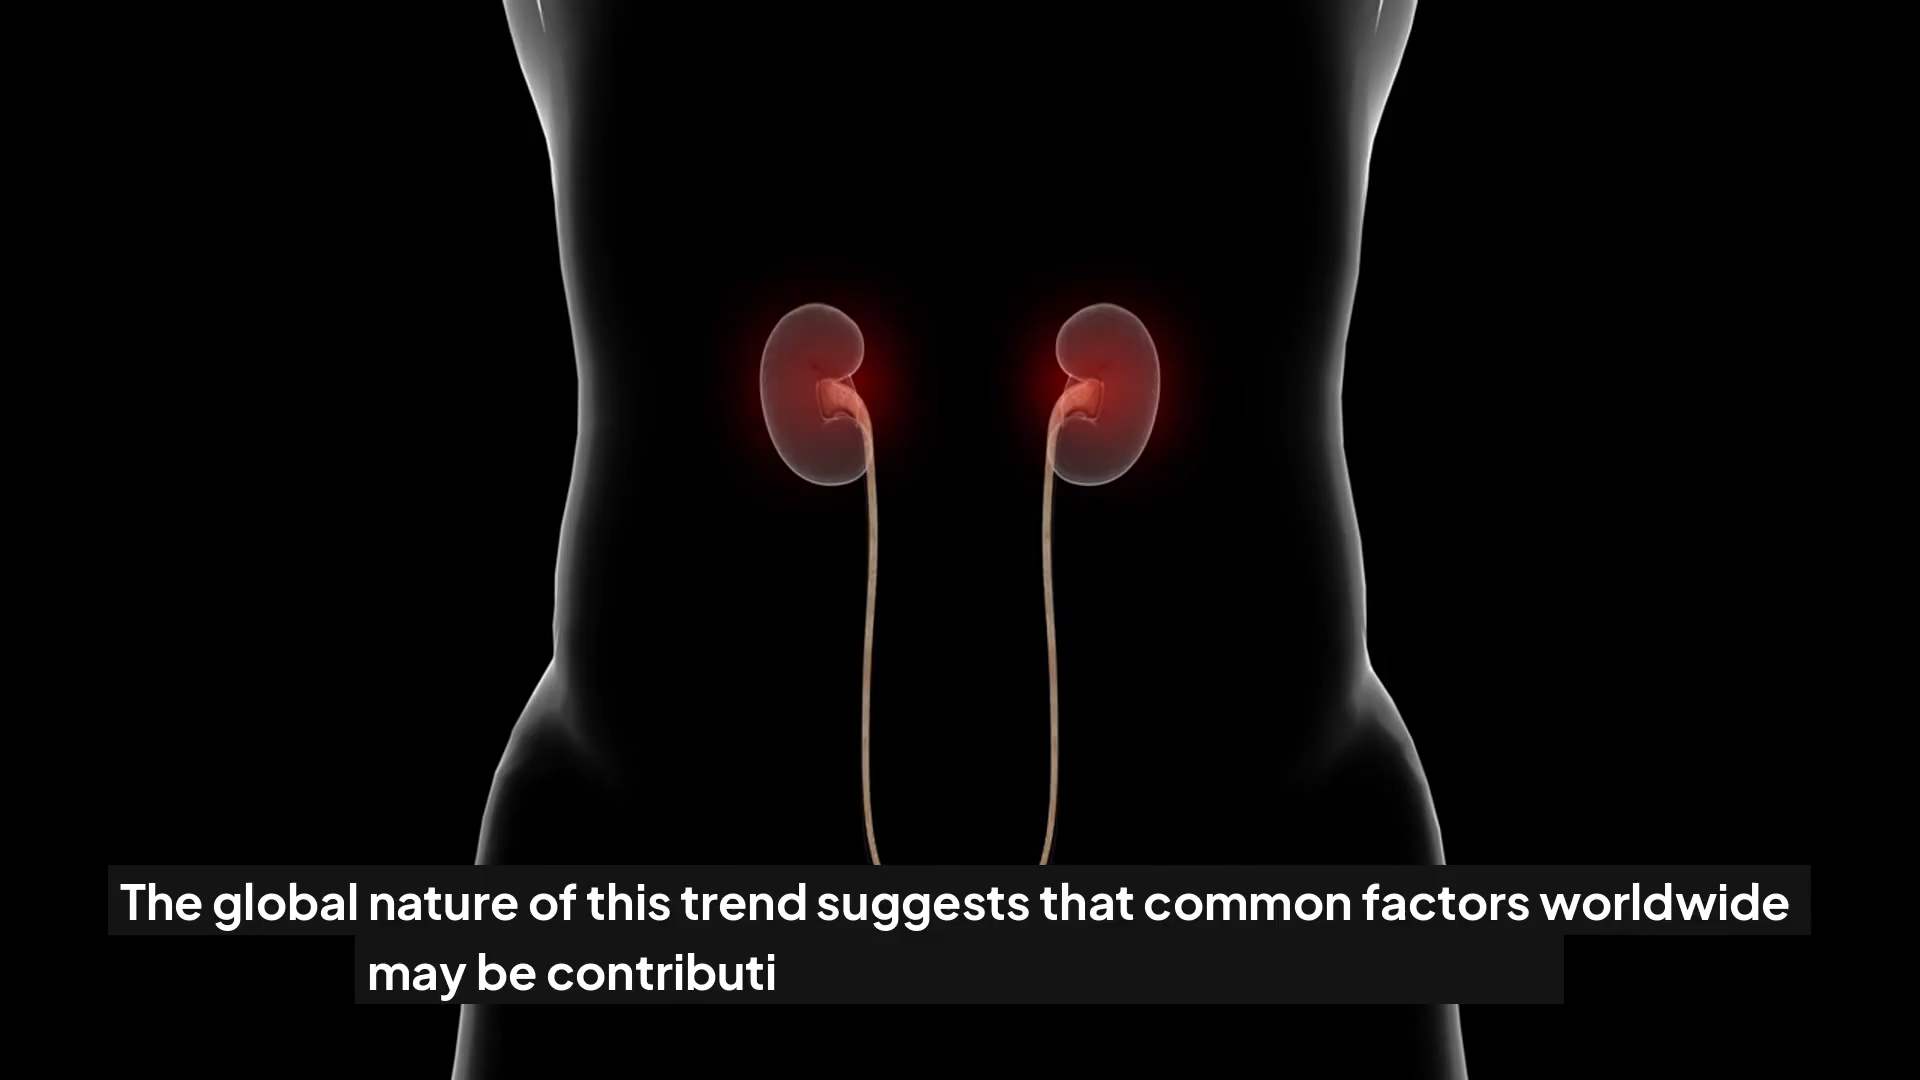 The global nature of this trend suggests that common factors worldwide
may be contributi